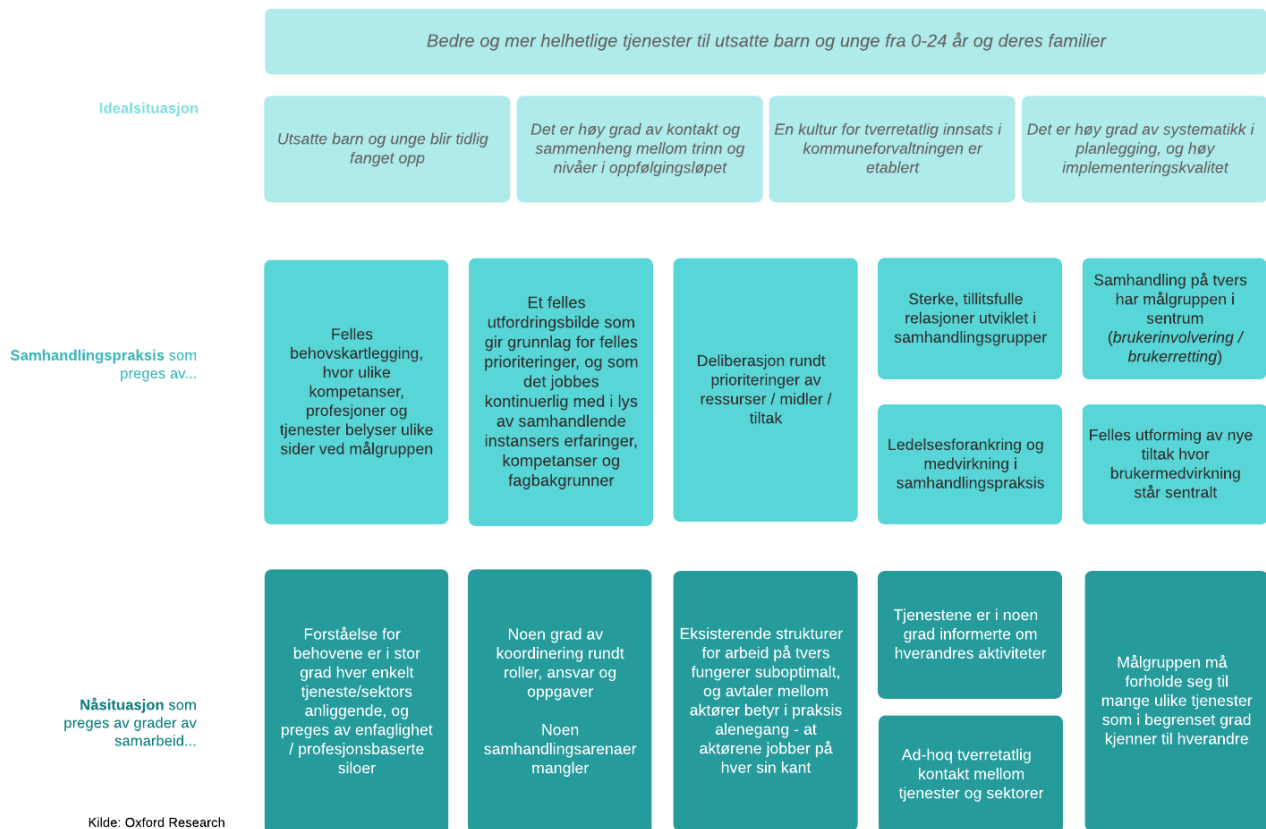 Bedre og mer helhetlige tjenester til utsatte barn og unge fra 0-24 år og deres familier
Idealsituasjon
Utsatte barn og unge blir tidlig
fanget opp
Det er høy grad av kontakt og
sammenheng mellom trinn og
nivåer i oppfølgingsløpet
En kultur for tverretatlig innsats i
kommuneforvaltningen er
etablert
Det er høy grad av systematikk i
planlegging, og høy
implementeringskvalitet
Samhandlingspraksis som
preges av...
Felles
behovskartlegging,
hvor ulike
kompetanser,
profesjoner og
tjenester belyser ulike
sider ved målgruppen
Et felles
utfordringsbilde som
gir grunnlag for felles
prioriteringer, og som
det jobbes
kontinuerlig med i lys
av samhandlende
instansers erfaringer,
kompetanser og
fagbakgrunner
Deliberasjon rundt
prioriteringer av
ressurser / midler /
tiltak
Sterke, tillitsfulle
relasjoner utviklet i
samhandlingsgrupper
Ledelsesforankring og
medvirkning i
samhandlingspraksis
Samhandling på tvers
har målgruppen i
sentrum
(brukerinvolvering /
brukerretting)
Felles utforming av nye
tiltak hvor
brukermedvirkning
står sentralt
Nåsituasjon som
preges av grader av
samarbeid...
Forståelse for
behovene er i stor
grad hver enkelt
tjeneste/sektors
anliggende, og
preges av enfaglighet
/ profesjonsbaserte
siloer
Noen grad av
koordinering rundt
roller, ansvar og
oppgaver
Noen
samhandlingsarenaer
mangler
Eksisterende strukturer
for arbeid på tvers
fungerer suboptimalt,
og avtaler mellom
aktører betyr i praksis
alenegang - at
aktørene jobber på
hver sin kant
Tjenestene er i noen
grad informerte om
hverandres aktiviteter
Ad-hoq tverretatlig
kontakt mellom
tjenester og sektorer
Målgruppen må
forholde seg til
mange ulike tjenester
som i begrenset grad
kjenner til hverandre
Kilde: Oxford Research